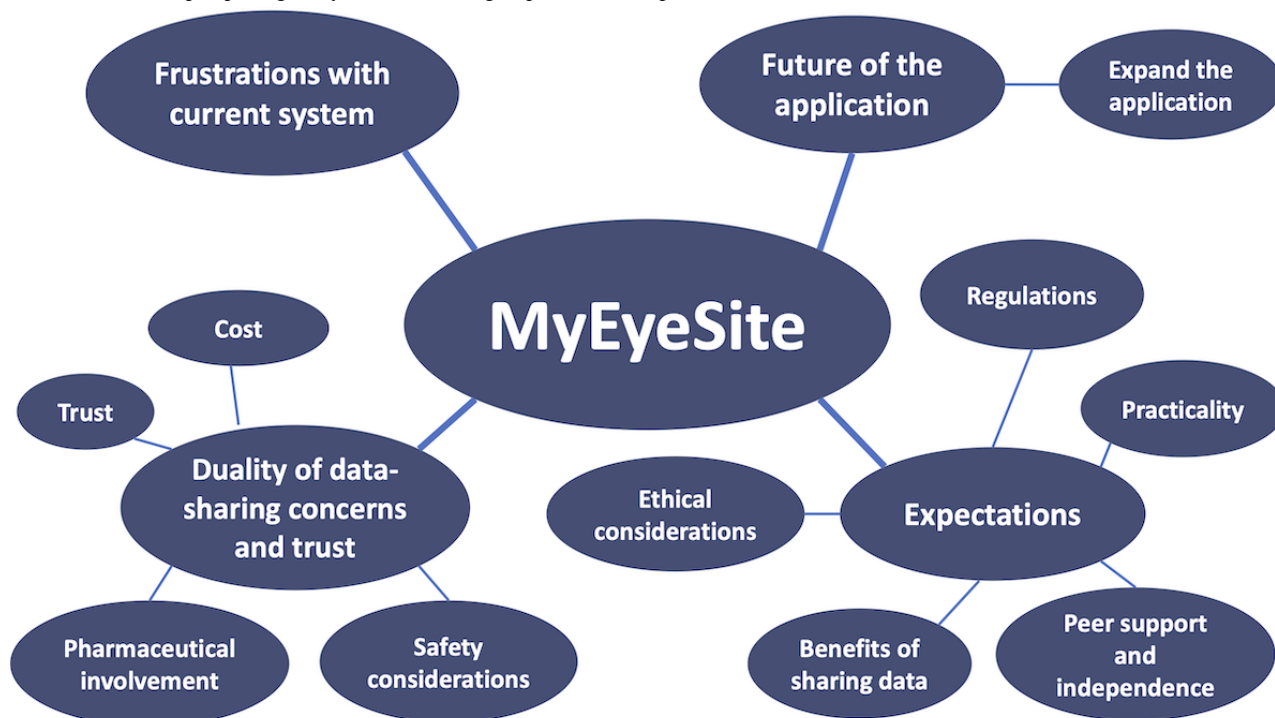 Frustrations with
current system
Future of the
application
Expand the
application
MyEyeSite
Regulations
Cost
Trust
Practicality
Duality of data-
sharing concerns
and trust
Ethical
considerations
Expectations
Pharmaceutical
involvement
Safety
considerations
Benefits of
sharing data
Peer support
and
independence